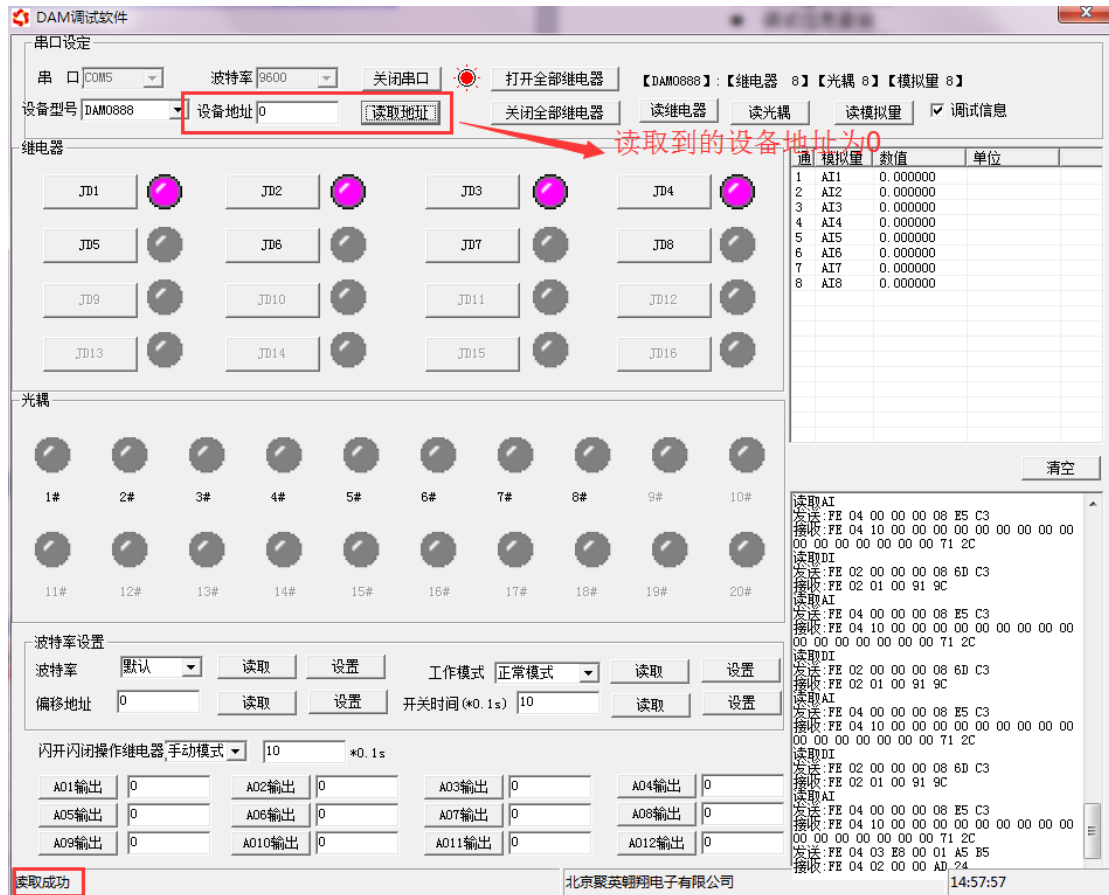 DAM调试软件
串口设定
串 口 COM5 波特率 9600 关闭串口 打开全部继电器 【DAM0888】:【继电器 8】【光耦 8】【模拟量 8】
设备型号 DAM0888 设备地址 0 读取地址 关闭全部继电器 读继电器 读光耦 读模拟量 调试信息
读取到的设备地址为0
继电器
JD1 JD2 JD3 JD4
JD5 JD6 JD7 JD8
JD9 JD10 JD11 JD12
JD13 JD14 JD15 JD16
通 模拟量 数值 单位
1 AI1 0.000000
2 AI2 0.000000
3 AI3 0.000000
4 AI4 0.000000
5 AI5 0.000000
6 AI6 0.000000
7 AI7 0.000000
8 AI8 0.000000
清空
光耦
1# 2# 3# 4# 5# 6# 7# 8# 9# 10#
11# 12# 13# 14# 15# 16# 17# 18# 19# 20#
读取AI
发送:FE 04 00 00 00 08 E5 C3
接收:FE 04 10 00 00 00 00 00 00 00 00 00
00 00 00 00 00 00 00 71 2C
读取DI
发送:FE 02 00 00 00 08 6D C3
接收:FE 02 01 00 91 9C
读取AI
发送:FE 04 00 00 00 08 E5 C3
接收:FE 04 10 00 00 00 00 00 00 00 00 00
00 00 00 00 00 00 00 71 2C
读取DI
发送:FE 02 00 00 00 08 6D C3
接收:FE 02 01 00 91 9C
读取AI
发送:FE 04 00 00 00 08 E5 C3
接收:FE 04 10 00 00 00 00 00 00 00 00 00
00 00 00 00 00 00 00 71 2C
读取DI
发送:FE 02 00 00 00 08 6D C3
接收:FE 02 01 00 91 9C
读取AI
发送:FE 04 00 00 00 08 E5 C3
接收:FE 04 10 00 00 00 00 00 00 00 00 00
00 00 00 00 00 00 00 71 2C
发送:FE 04 03 E8 00 01 A5 B5
接收:FE 04 02 00 00 AD 24
波特率设置
波特率 默认 读取 设置 工作模式 正常模式 读取 设置
偏移地址 0 读取 设置 开关时间(*0.1s) 10 读取 设置
闪开闪闭操作继电器 手动模式 10 *0.1s
AO1输出 0 AO2输出 0 AO3输出 0 AO4输出 0
AO5输出 0 AO6输出 0 AO7输出 0 AO8输出 0
AO9输出 0 AO10输出 0 AO11输出 0 AO12输出 0
读取成功 北京聚英翱翔电子有限公司 14:57:57